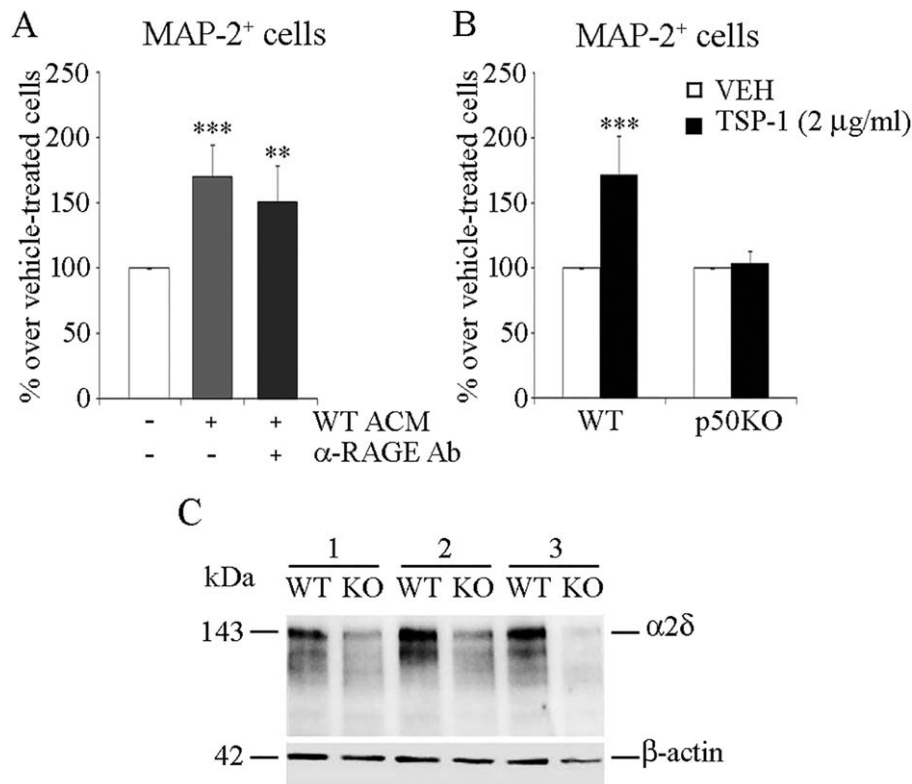 A
MAP-2⁺ cells
% over vehicle-treated cells
250
200
150
100
50
0
***
**
- + + WT ACM
- - + α-RAGE Ab
B
MAP-2⁺ cells
% over vehicle-treated cells
250
200
150
100
50
0
VEH
TSP-1 (2 μg/ml)
***
WT p50KO
C
1 2 3
kDa WT KO WT KO WT KO
143 α2δ
42 β-actin